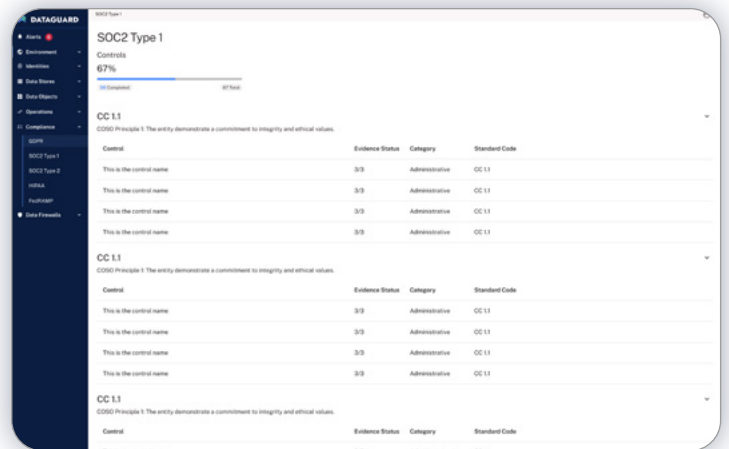 DATAGUARD
SOC2 Type 1
Alerts
Environment
Identities
Data Stores
Data Objects
Operations
Compliance
GDPR
SOC2 Type 1
SOC2 Type 2
HIPAA
FedRAMP
Data Firewalls
SOC2 Type 1
Controls
67%
Completed
87 Total
CC 1.1
COSO Principle 1: The entity demonstrate a commitment to integrity and ethical values.
Control Evidence Status Category Standard Code
This is the control name 3/3 Administrative CC 1.1
This is the control name 3/3 Administrative CC 1.1
This is the control name 3/3 Administrative CC 1.1
This is the control name 3/3 Administrative CC 1.1
CC 1.1
COSO Principle 1: The entity demonstrate a commitment to integrity and ethical values.
Control Evidence Status Category Standard Code
This is the control name 3/3 Administrative CC 1.1
This is the control name 3/3 Administrative CC 1.1
This is the control name 3/3 Administrative CC 1.1
This is the control name 3/3 Administrative CC 1.1
CC 1.1
COSO Principle 1: The entity demonstrate a commitment to integrity and ethical values.
Control Evidence Status Category Standard Code